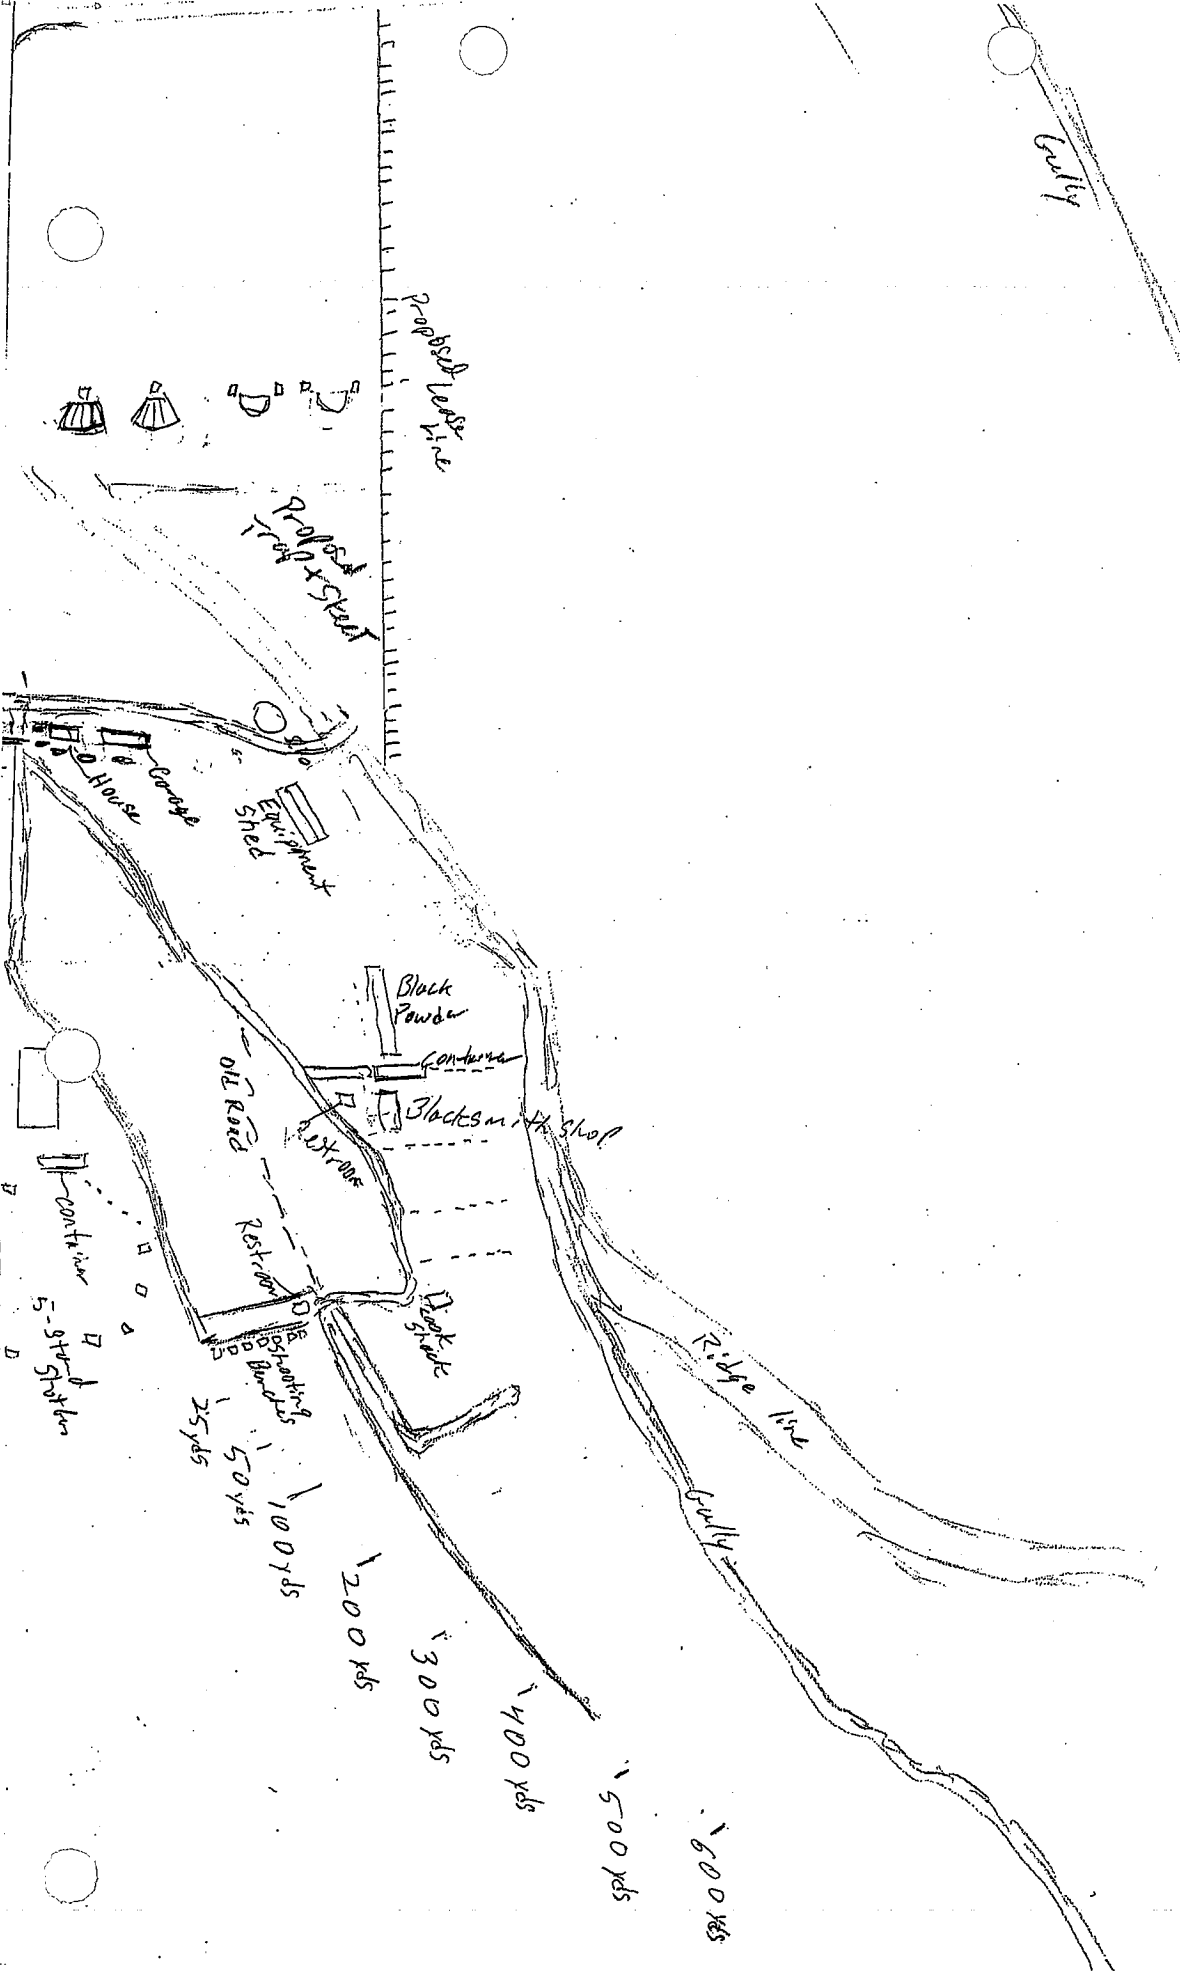 Gully
Proposed Lease
Line
Proposed
Trap & Skeet
Garage
House
Equipment
Shed
Black
Powder
Container
Blacksmith Shop
Restroom
Old Road
Container
Restroom
Cook
Shack
Shooting
Benches
5-Stand
Ridge line
Gully
25 yds
50 yds
100 yds
200 yds
300 yds
400 yds
500 yds
600 yds